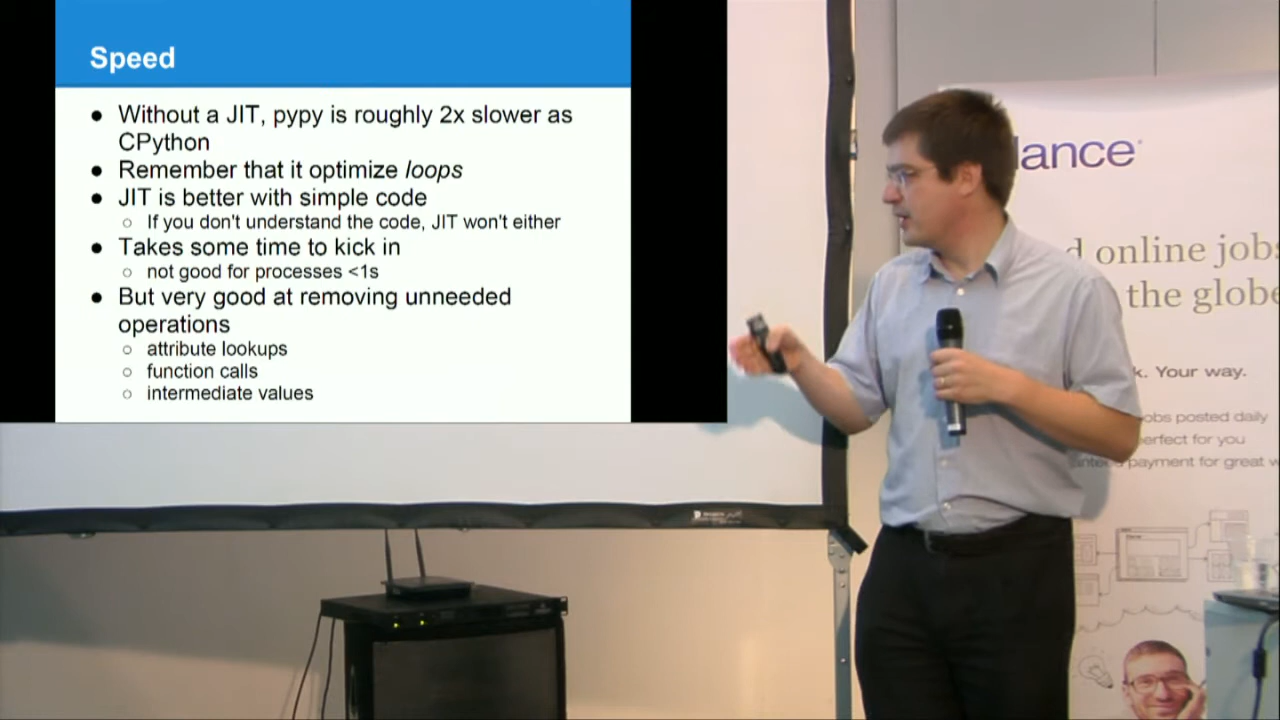 Speed
● Without a JIT, pypy is roughly 2x slower as
CPython
● Remember that it optimize loops
● JIT is better with simple code
○ If you don't understand the code, JIT won't either
● Takes some time to kick in
○ not good for processes <1s
● But very good at removing unneeded
operations
○ attribute lookups
○ function calls
○ intermediate values
lance
online jobs
the globe
k. Your way.
obs posted daily
erfect for you
payment for great w